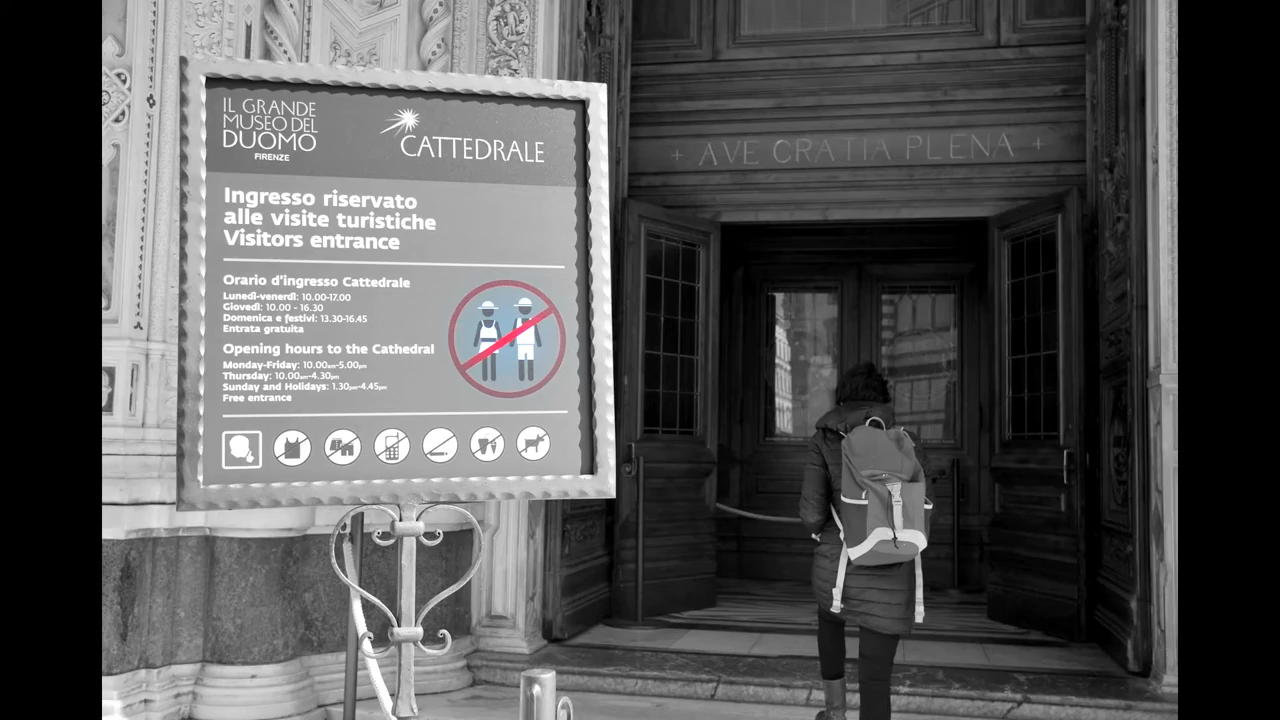 IL GRANDE
MUSEO DEL
DUOMO
FIRENZE
CATTEDRALE
Ingresso riservato
alle visite turistiche
Visitors entrance
Orario d'ingresso Cattedrale
Lunedì-venerdì: 10.00-17.00
Giovedì: 10.00 - 16.30
Domenica e festivi: 13.30-16.45
Entrata gratuita
Opening hours to the Cathedral
Monday-Friday: 10.00am-5.00pm
Thursday: 10.00am-4.30pm
Sunday and Holidays: 1.30pm-4.45pm
Free entrance
+ AVE GRATIA PLENA +